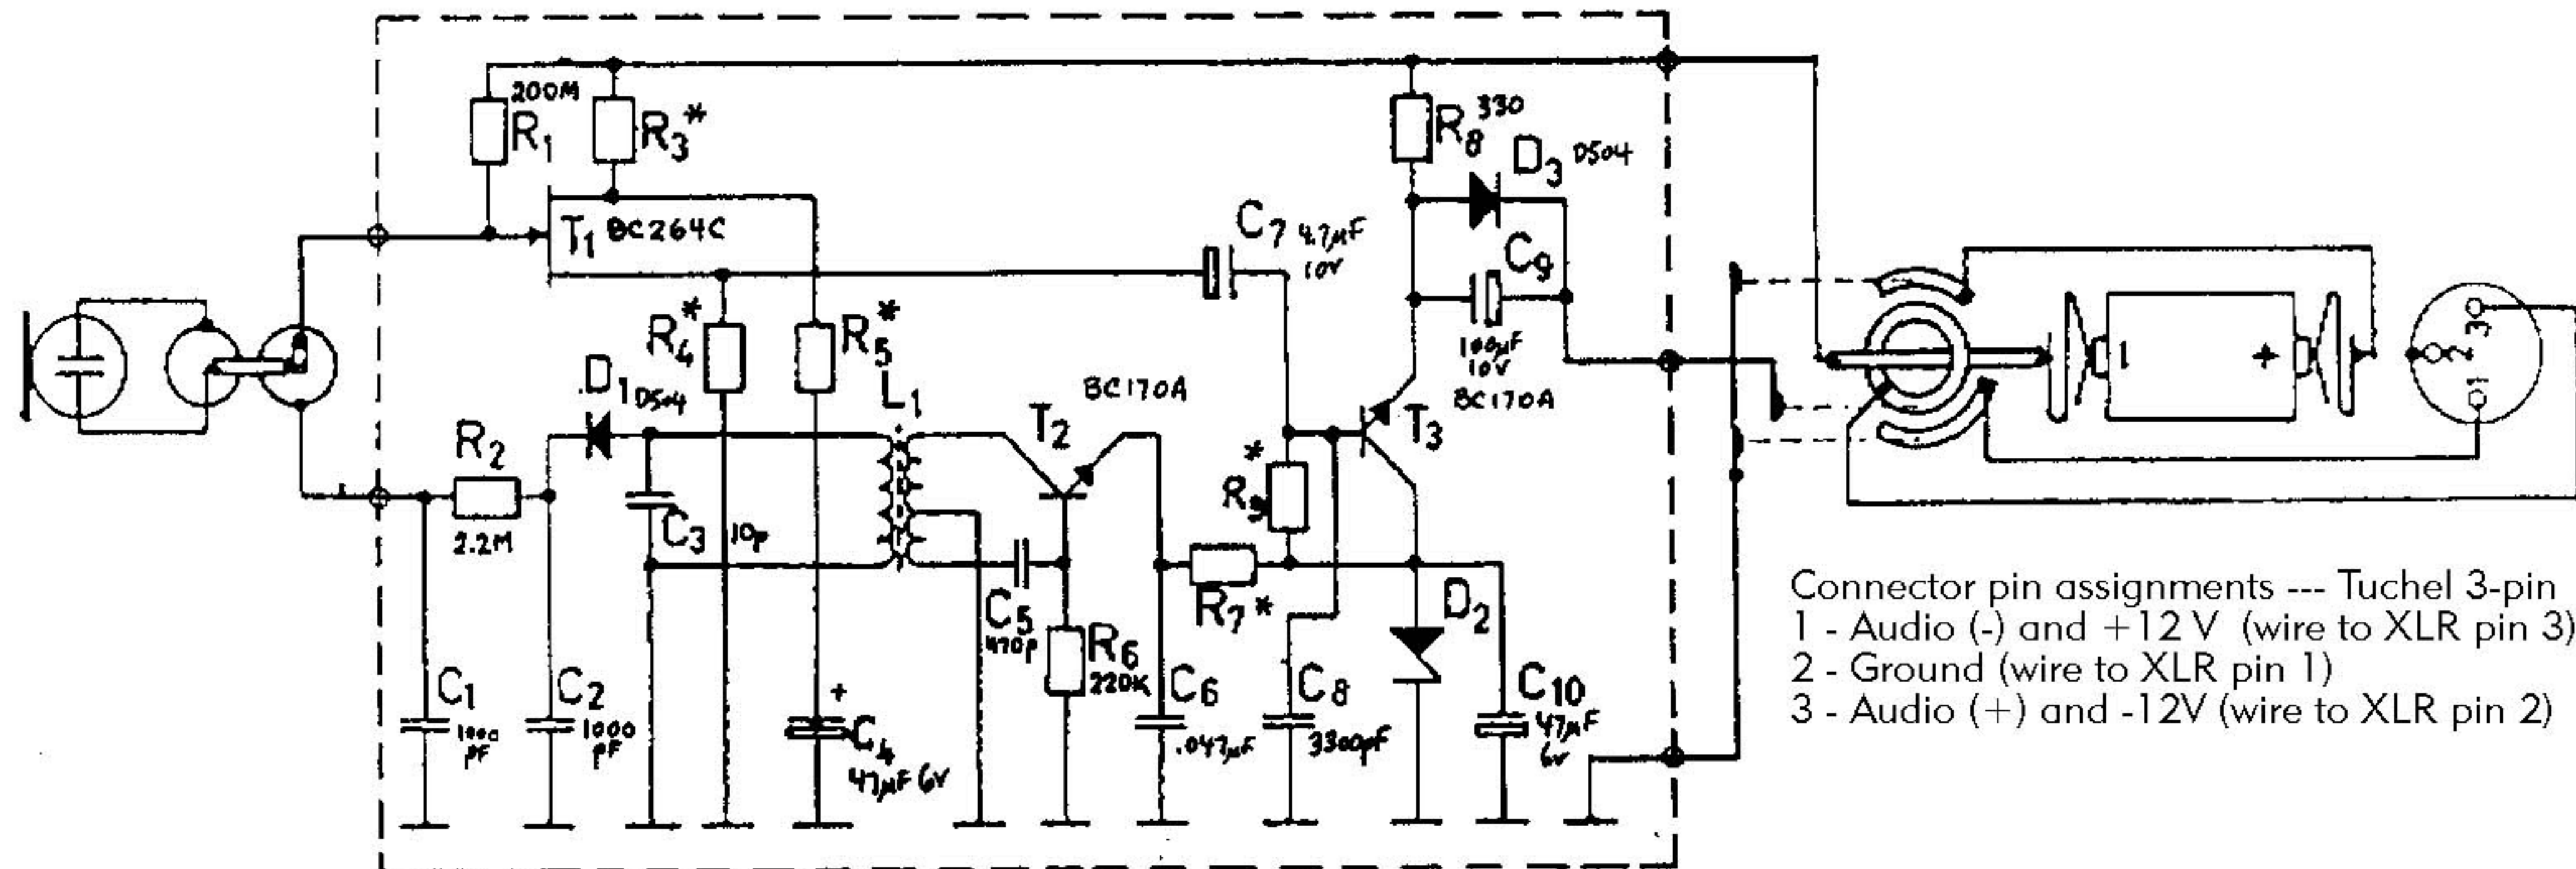 200M
R1
R3*
T1 BC264C
R8 330
D3 D504
C7 4.7µF
10V
C9
100µF
10V
BC170A
T3
R4*
R5*
D1 D504
L1
BC170A
T2
R2
2.2M
C3 10p
C5
470p
R6
220K
R7*
D2
C1
1000
pF
C2
1000
pF
+
C4
47µF 6V
C6
.047µF
C8
3300pF
C10
47µF
6V
+
3
2
1
Connector pin assignments --- Tuchel 3-pin
1 - Audio (-) and +12 V (wire to XLR pin 3)
2 - Ground (wire to XLR pin 1)
3 - Audio (+) and -12V (wire to XLR pin 2)